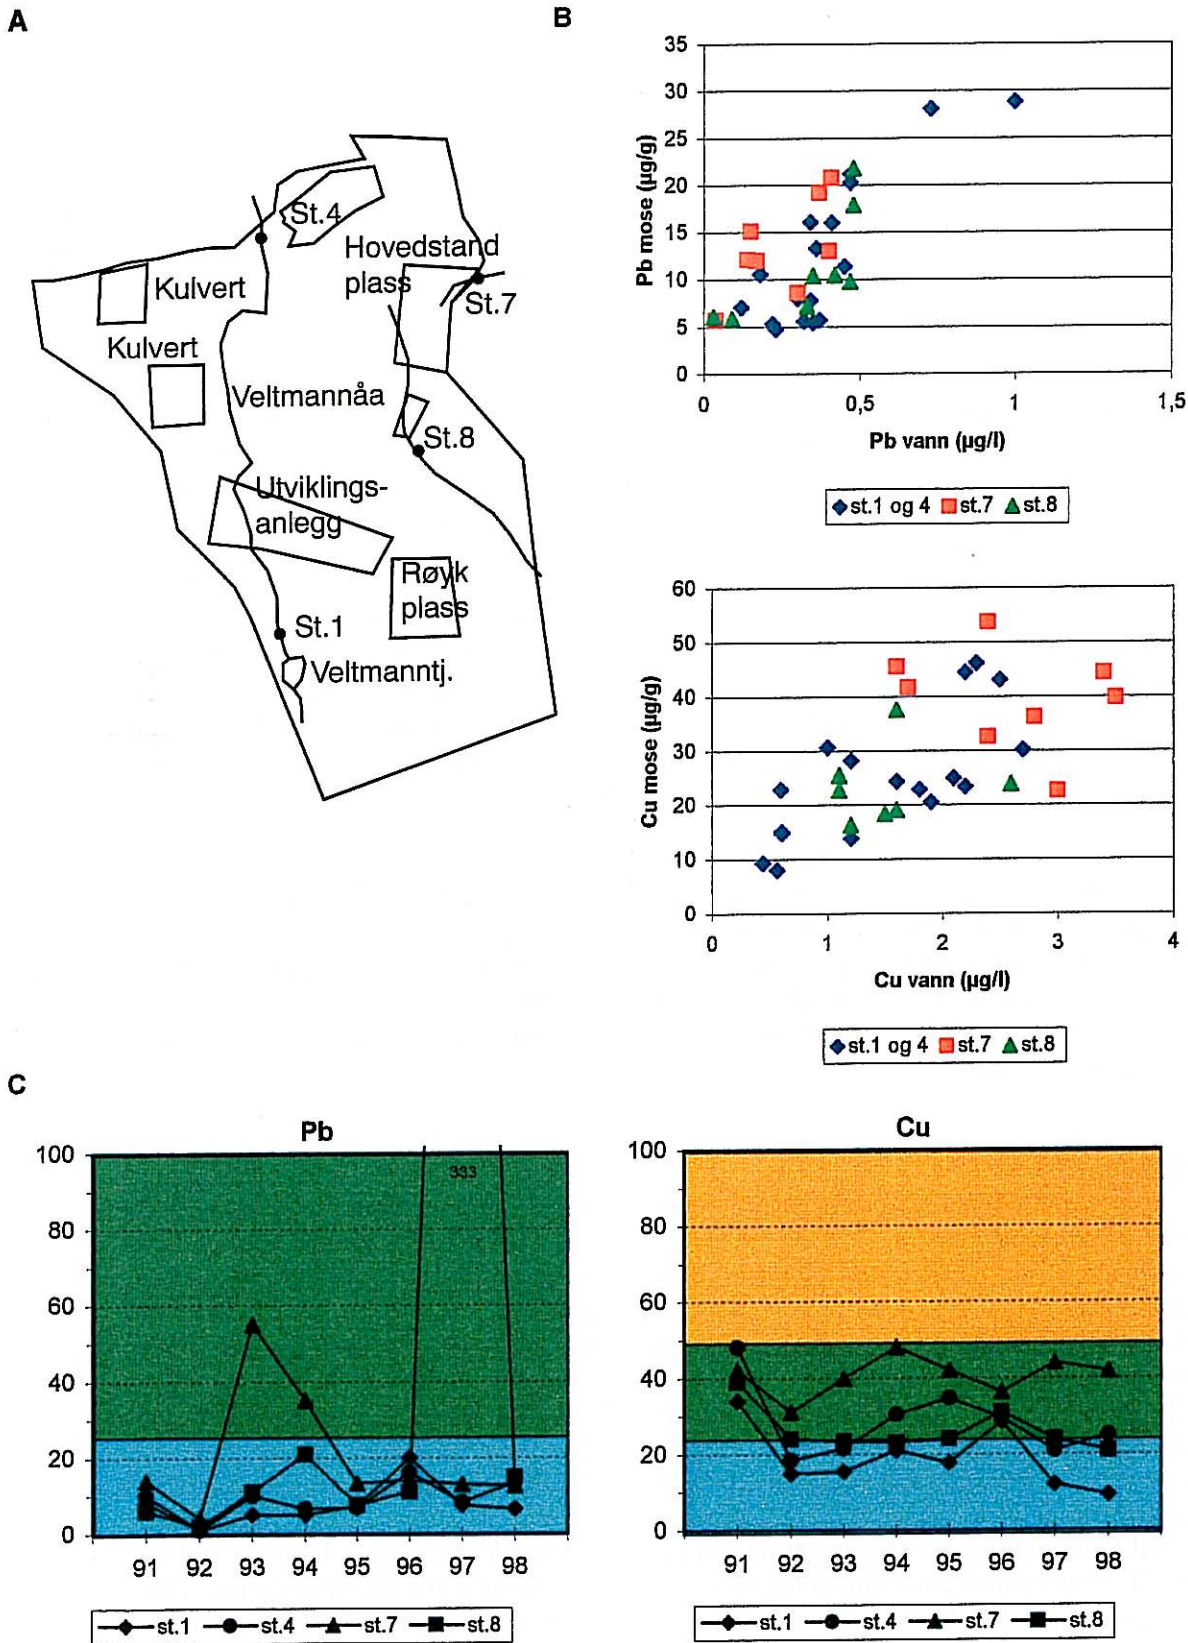 A
St.4
Hovedstand
plass
Kulvert
St.7
Kulvert
Veltmannåa
St.8
Utviklings-
anlegg
Røyk
plass
St.1
Veltmanntj.
B
35
30
25
20
15
10
5
0
Pb mose (µg/g)
0 0,5 1 1,5
Pb vann (µg/l)
st.1 og 4 st.7 st.8
60
50
40
30
20
10
0
Cu mose (µg/g)
0 1 2 3 4
Cu vann (µg/l)
st.1 og 4 st.7 st.8
C
Pb
100
80
60
40
20
0
333
91 92 93 94 95 96 97 98
st.1 st.4 st.7 st.8
Cu
100
80
60
40
20
0
91 92 93 94 95 96 97 98
st.1 st.4 st.7 st.8